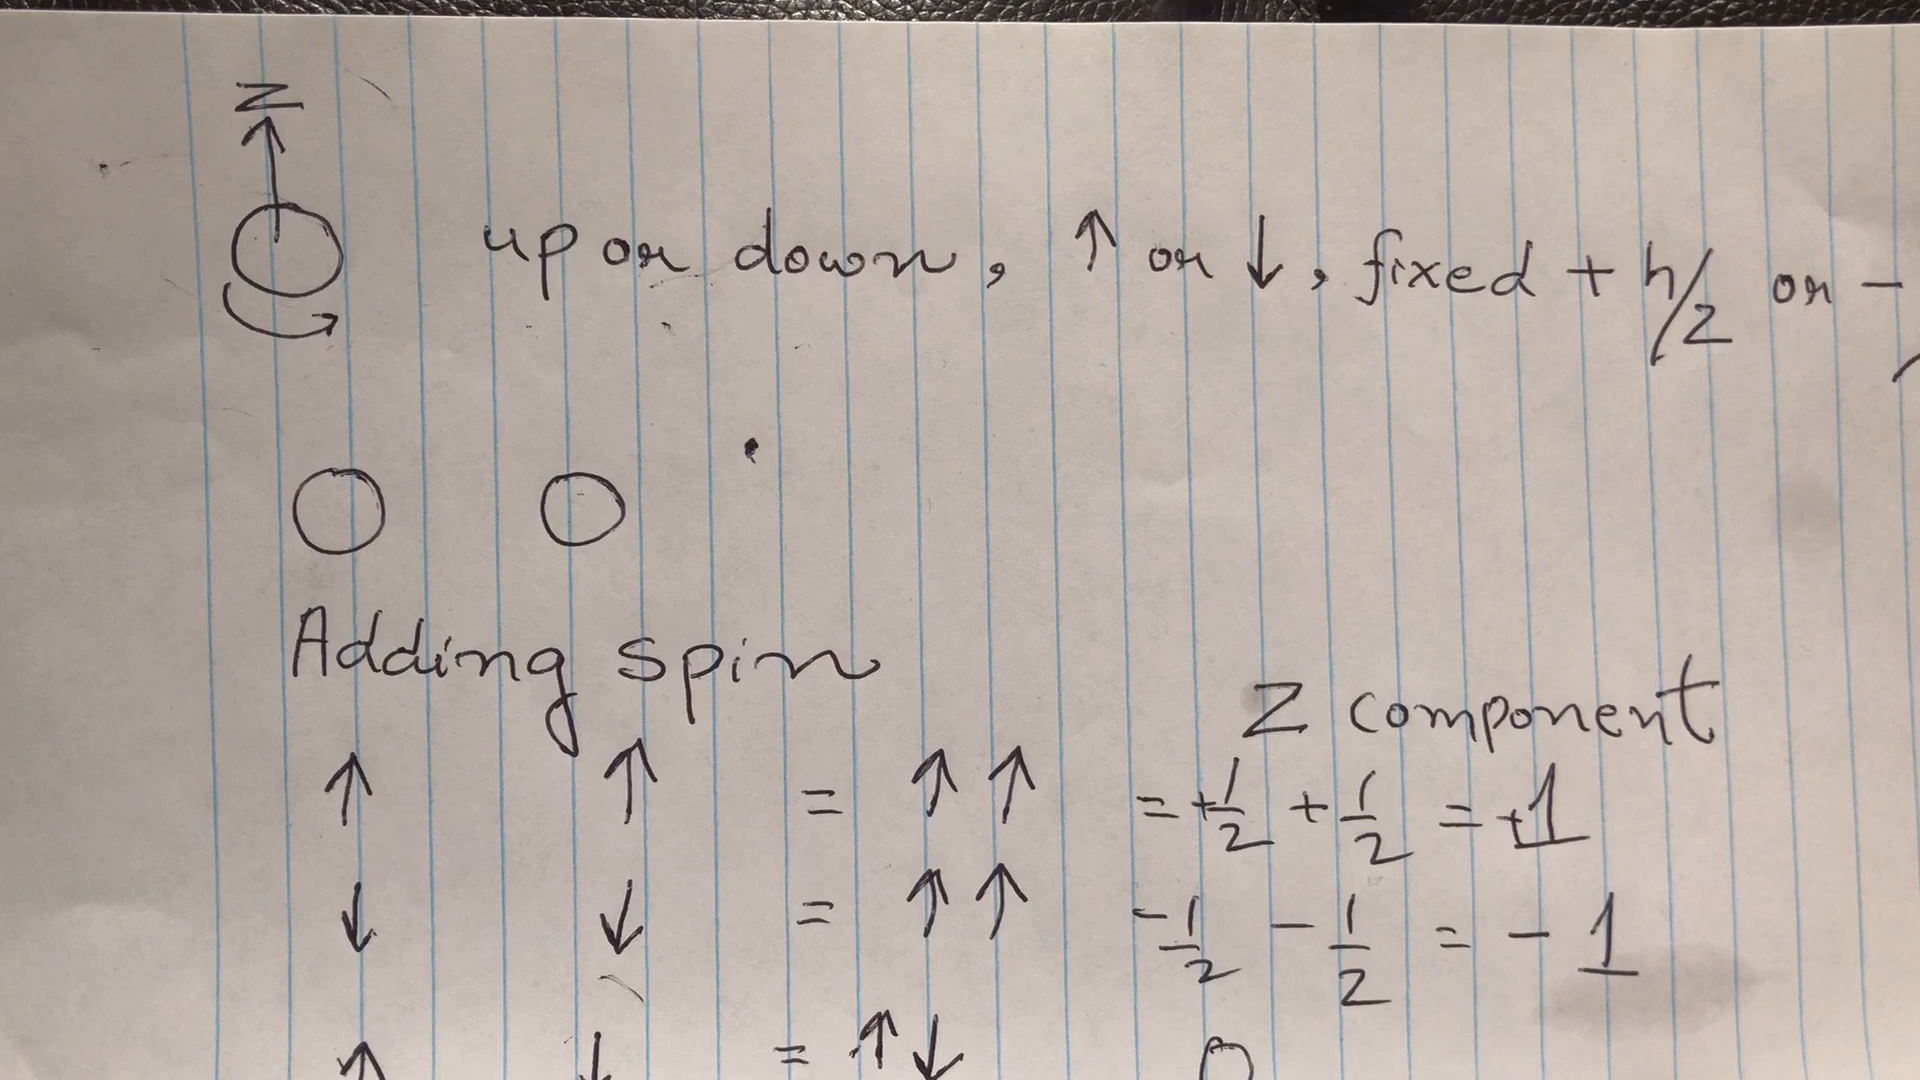 Z
up or down, ↑ or ↓, fixed + h/2 or -
Adding spin
Z component
↑ ↑ = ↑ ↑ = +1/2 + 1/2 = +1
↓ ↓ = ↑ ↑ -1/2 - 1/2 = - 1
↑ ↓ = ↑ ↓ 0